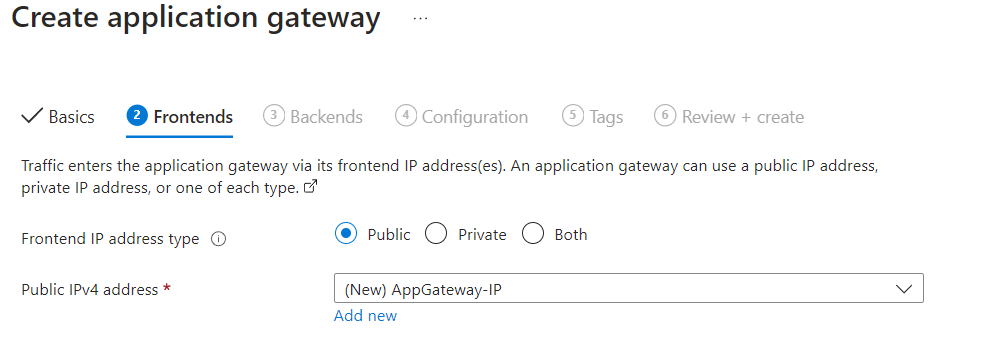 Create application gateway ...
Basics 2 Frontends 3 Backends 4 Configuration 5 Tags 6 Review + create
Traffic enters the application gateway via its frontend IP address(es). An application gateway can use a public IP address,
private IP address, or one of each type.
Frontend IP address type Public Private Both
Public IPv4 address * (New) AppGateway-IP
Add new